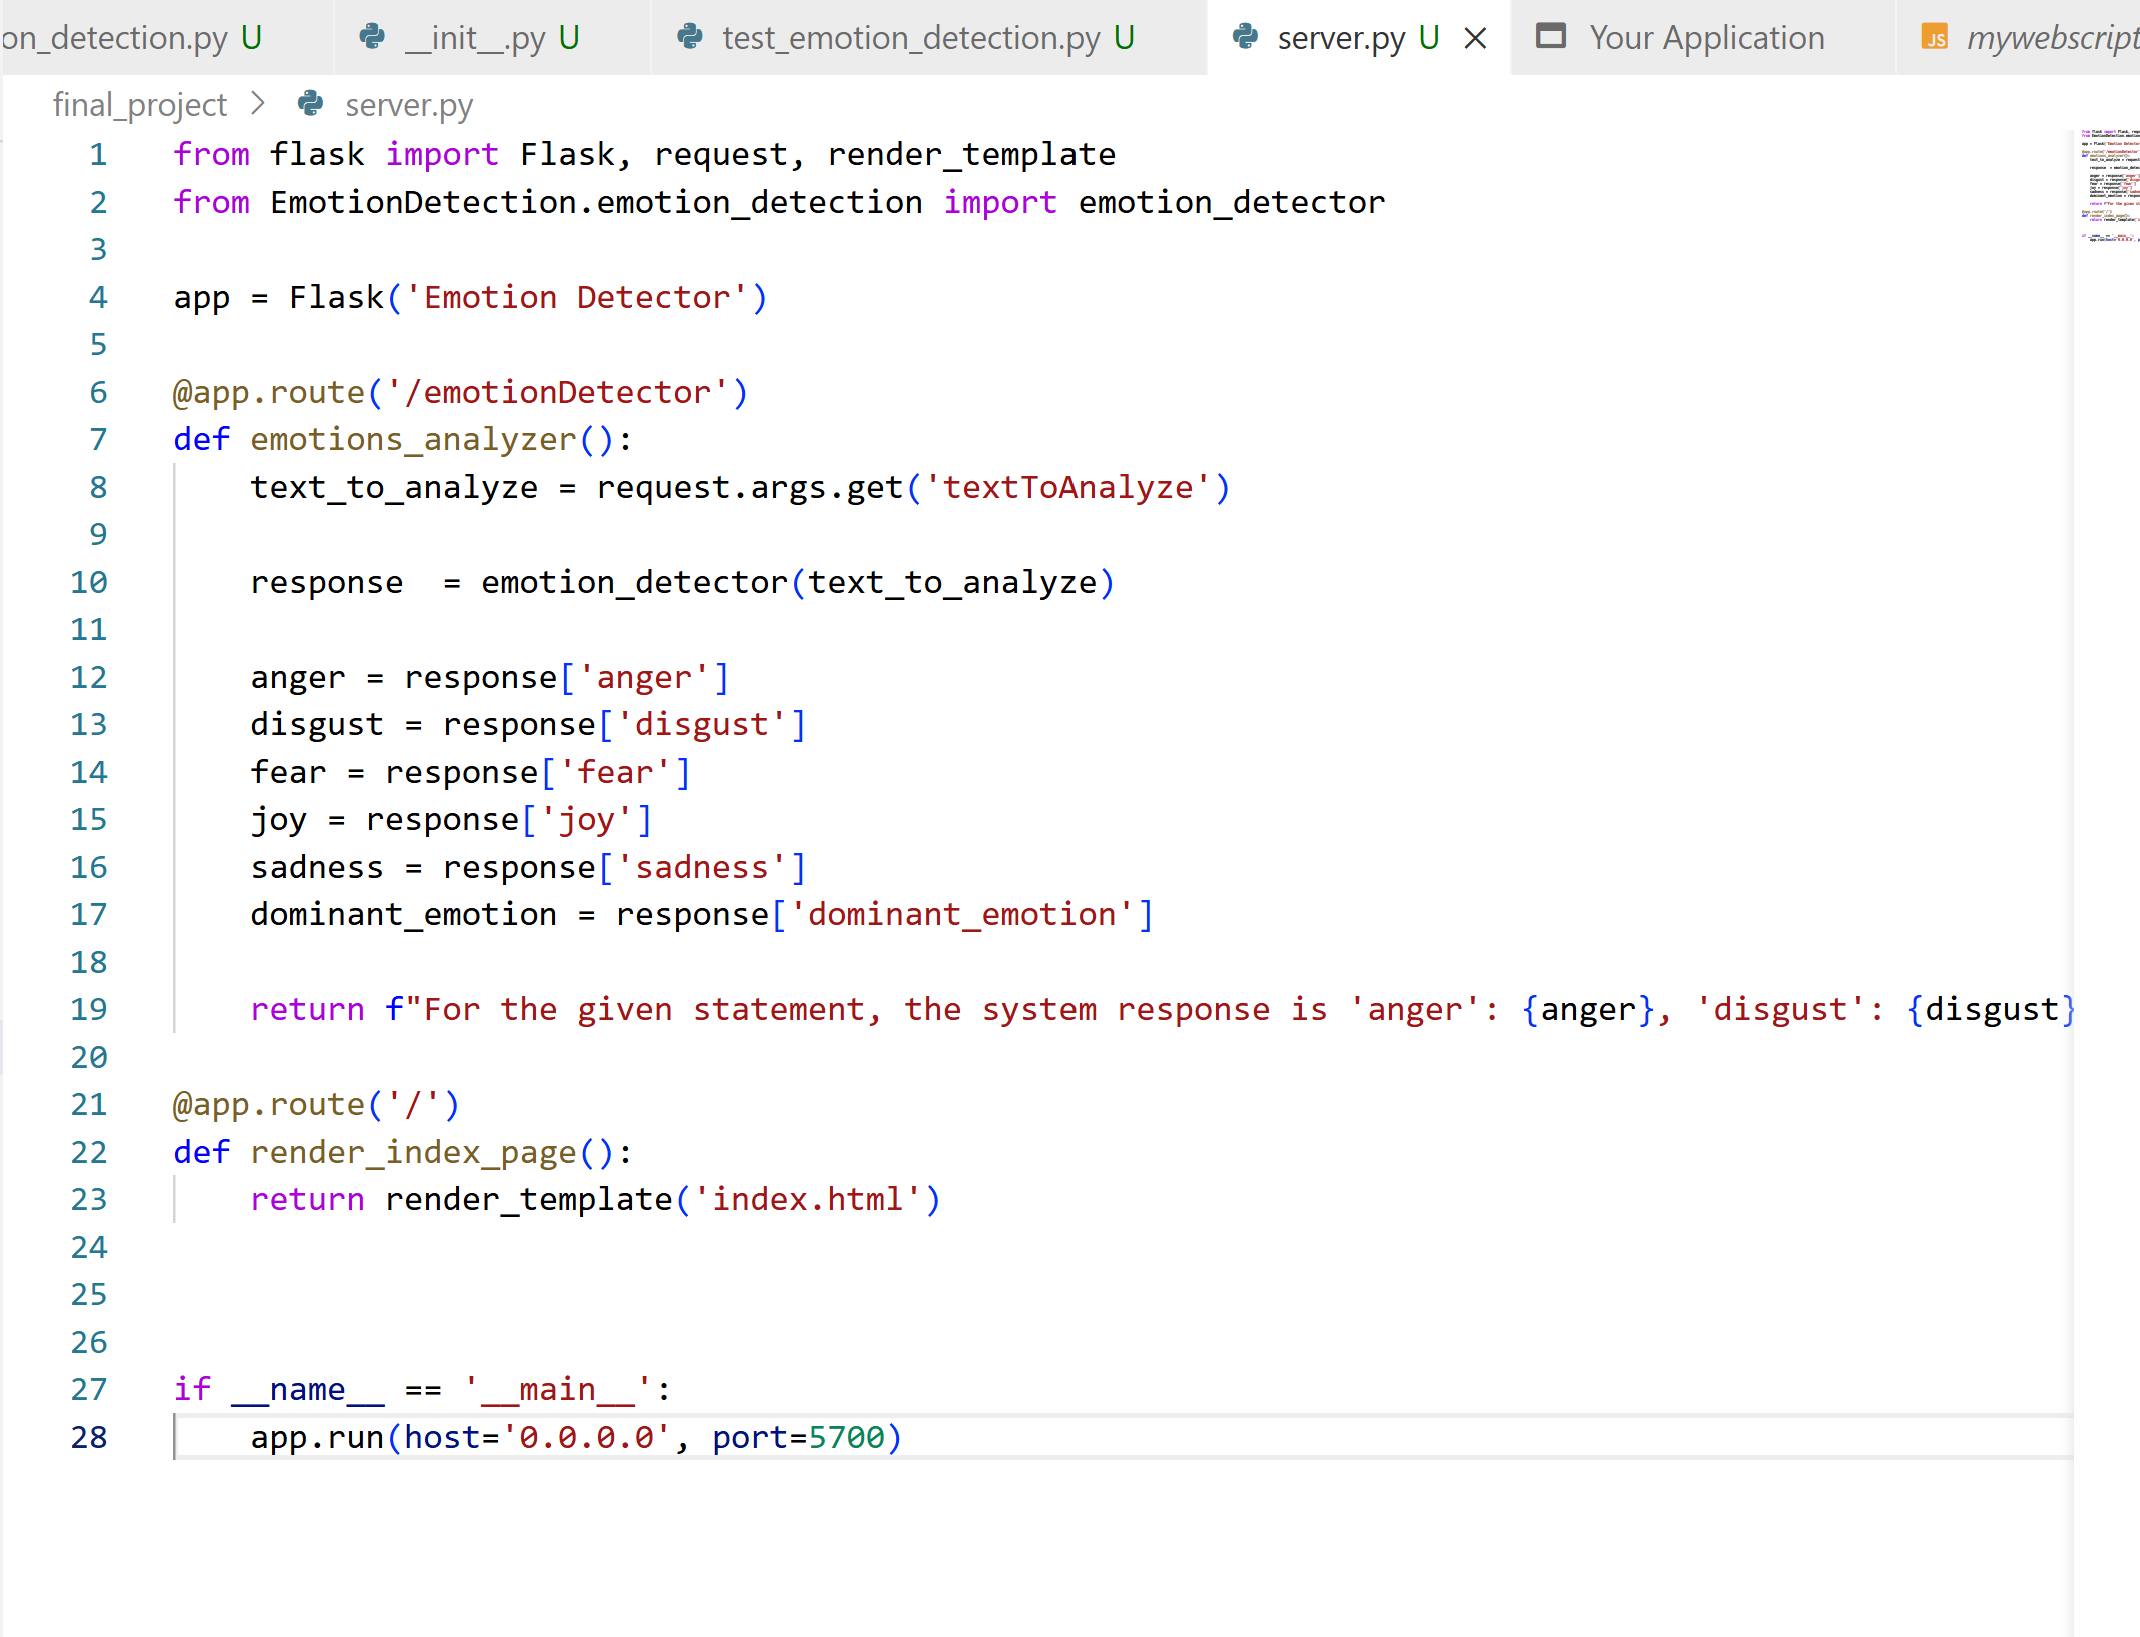 on_detection.py U
__init__.py U
test_emotion_detection.py U
server.py U
Your Application
JS mywebscript
final_project > server.py
1 from flask import Flask, request, render_template
2 from EmotionDetection.emotion_detection import emotion_detector
3
4 app = Flask('Emotion Detector')
5
6 @app.route('/emotionDetector')
7 def emotions_analyzer():
8     text_to_analyze = request.args.get('textToAnalyze')
9
10     response  = emotion_detector(text_to_analyze)
11
12     anger = response['anger']
13     disgust = response['disgust']
14     fear = response['fear']
15     joy = response['joy']
16     sadness = response['sadness']
17     dominant_emotion = response['dominant_emotion']
18
19     return f"For the given statement, the system response is 'anger': {anger}, 'disgust': {disgust}
20
21 @app.route('/')
22 def render_index_page():
23     return render_template('index.html')
24
25
26
27 if __name__ == '__main__':
28     app.run(host='0.0.0.0', port=5700)